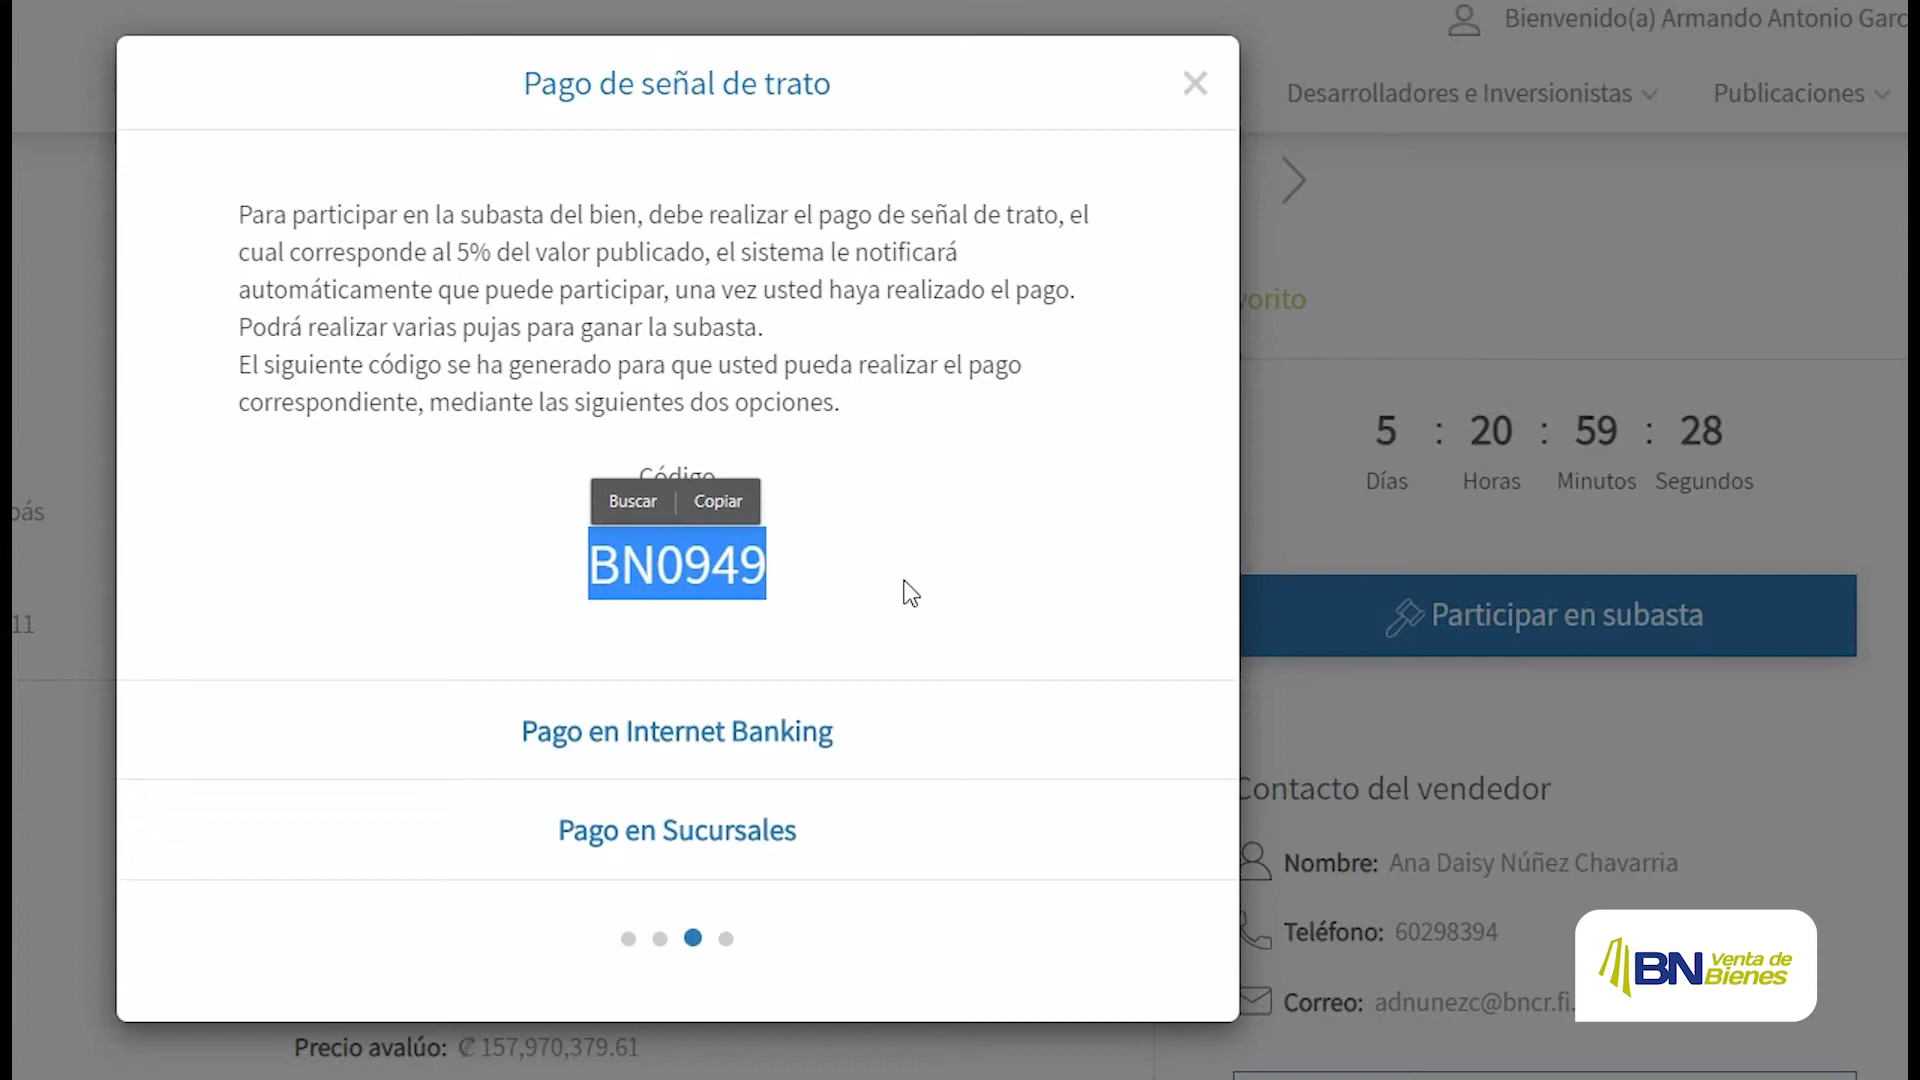 Bienvenido(a) Armando Antonio Garc
Desarrolladores e Inversionistas
Publicaciones
Pago de señal de trato
Para participar en la subasta del bien, debe realizar el pago de señal de trato, el
cual corresponde al 5% del valor publicado, el sistema le notificará
automáticamente que puede participar, una vez usted haya realizado el pago.
Podrá realizar varias pujas para ganar la subasta.
El siguiente código se ha generado para que usted pueda realizar el pago
correspondiente, mediante las siguientes dos opciones.
Código
Buscar
Copiar
BN0949
Pago en Internet Banking
Pago en Sucursales
vorito
5 : 20 : 59 : 28
Días Horas Minutos Segundos
Participar en subasta
Contacto del vendedor
Nombre: Ana Daisy Núñez Chavarria
Teléfono: 60298394
Correo: adnunezc@bncr.fi.
BN Venta de
Bienes
pás
11
Precio avalúo: ₡ 157,970,379.61